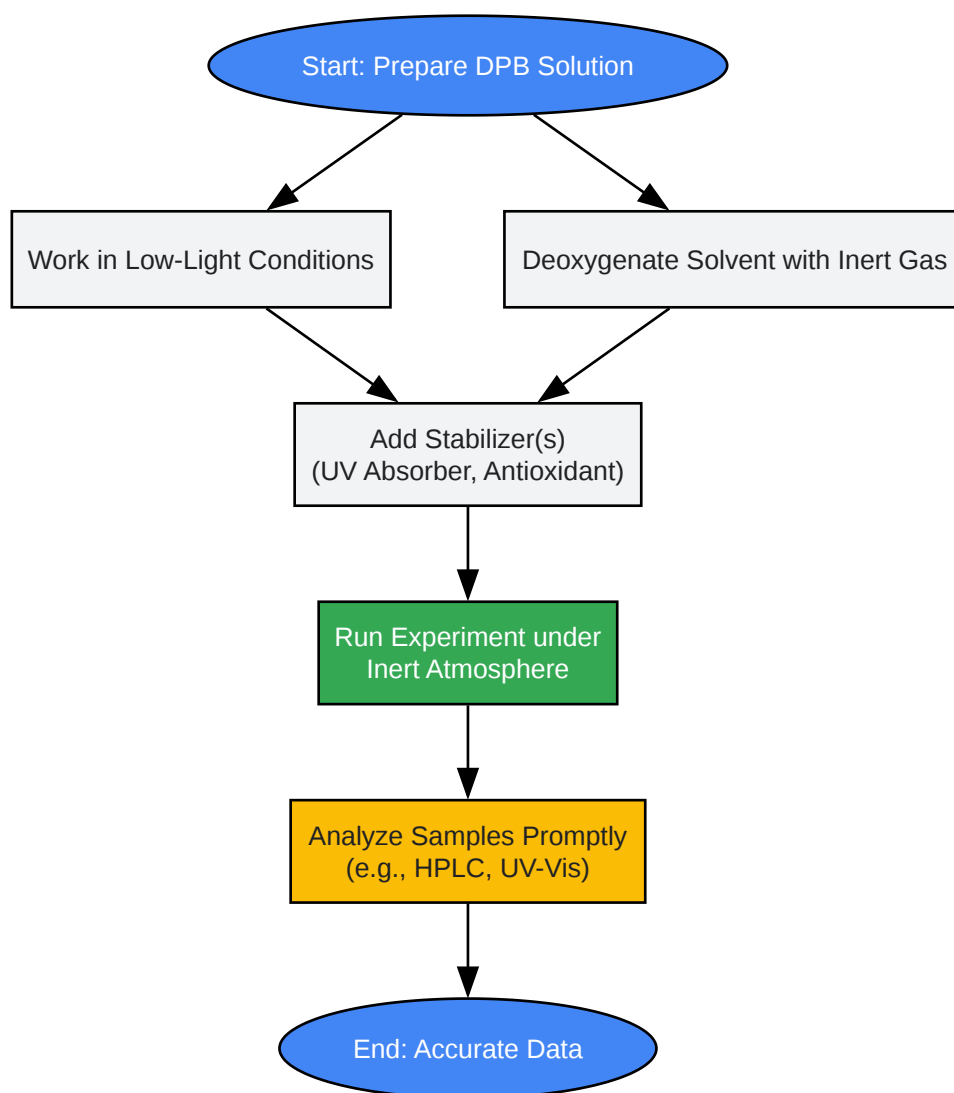 Start: Prepare DPB Solution
Work in Low-Light Conditions
Deoxygenate Solvent with Inert Gas
Add Stabilizer(s)
(UV Absorber, Antioxidant)
Run Experiment under
Inert Atmosphere
Analyze Samples Promptly
(e.g., HPLC, UV-Vis)
End: Accurate Data